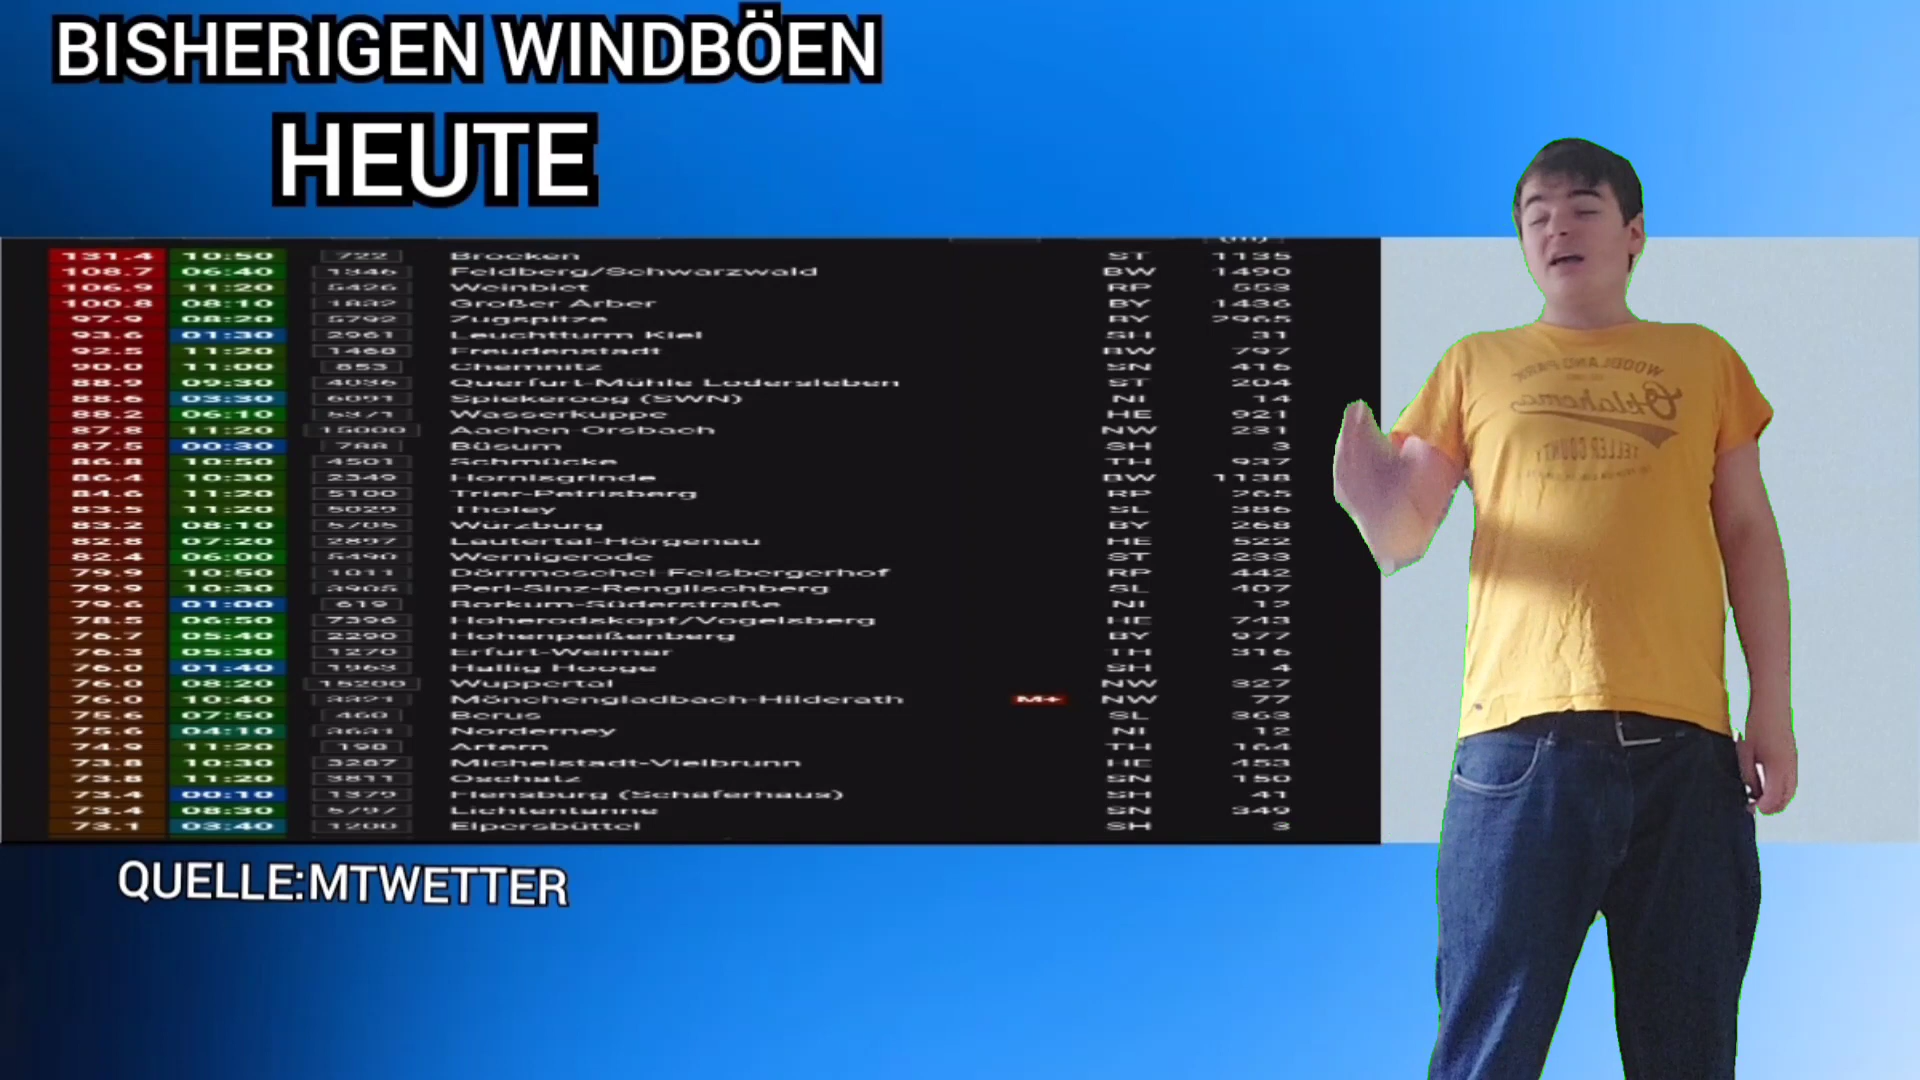 BISHERIGEN WINDBÖEN
HEUTE
131.4 10:50 722 Brocken ST 1135
108.7 06:40 1346 Feldberg/Schwarzwald BW 1490
106.9 11:20 5426 Weinbiet RP 553
100.8 08:10 1832 Großer Arber BY 1436
97.9 08:20 5792 Zugspitze BY 2965
93.6 01:30 2961 Leuchtturm Kiel SH 31
92.5 11:20 1468 Freudenstadt BW 797
90.0 11:00 853 Chemnitz SN 416
88.9 09:30 4036 Querfurt-Mühle Lodersleben ST 204
88.6 03:30 6091 Spiekeroog (SWN) NI 14
88.2 06:10 5371 Wasserkuppe HE 921
87.8 11:20 15000 Aachen-Orsbach NW 231
87.5 00:30 788 Büsum SH 3
86.8 10:50 4501 Schmücke TH 937
86.4 10:30 2349 Hornisgrinde BW 1138
84.6 11:20 5100 Trier-Petrisberg RP 265
83.5 11:20 5029 Tholey SL 386
83.2 08:10 5705 Würzburg BY 268
82.8 07:20 2897 Lautertal-Hörgenau HE 522
82.4 06:00 5490 Wernigerode ST 233
79.9 10:50 1011 Dörrmoschel-Felsbergerhof RP 442
79.9 10:30 3905 Perl-Sinz-Renglischberg SL 407
79.6 01:00 619 Borkum-Süderstraße NI 12
78.5 06:50 7396 Hoherodskopf/Vogelsberg HE 743
76.7 05:40 2290 Hohenpeißenberg BY 977
76.3 05:30 1270 Erfurt-Weimar TH 316
76.0 01:40 1963 Hallig Hooge SH 4
76.0 08:20 15200 Wuppertal NW 327
76.0 10:40 3321 Mönchengladbach-Hilderath M+ NW 77
75.6 07:50 460 Berus SL 363
75.6 04:10 3631 Norderney NI 12
74.9 11:20 198 Artern TH 164
73.8 10:30 3287 Michelstadt-Vielbrunn HE 453
73.8 11:20 3811 Oschatz SN 150
73.4 00:10 1379 Flensburg (Schäferhaus) SH 41
73.4 08:30 5797 Lichtentanne SN 349
73.1 03:40 1200 Elpersbüttel SH 3
QUELLE:MTWETTER
WOODLAND PARK
Oklahoma
TELLER COUNTY